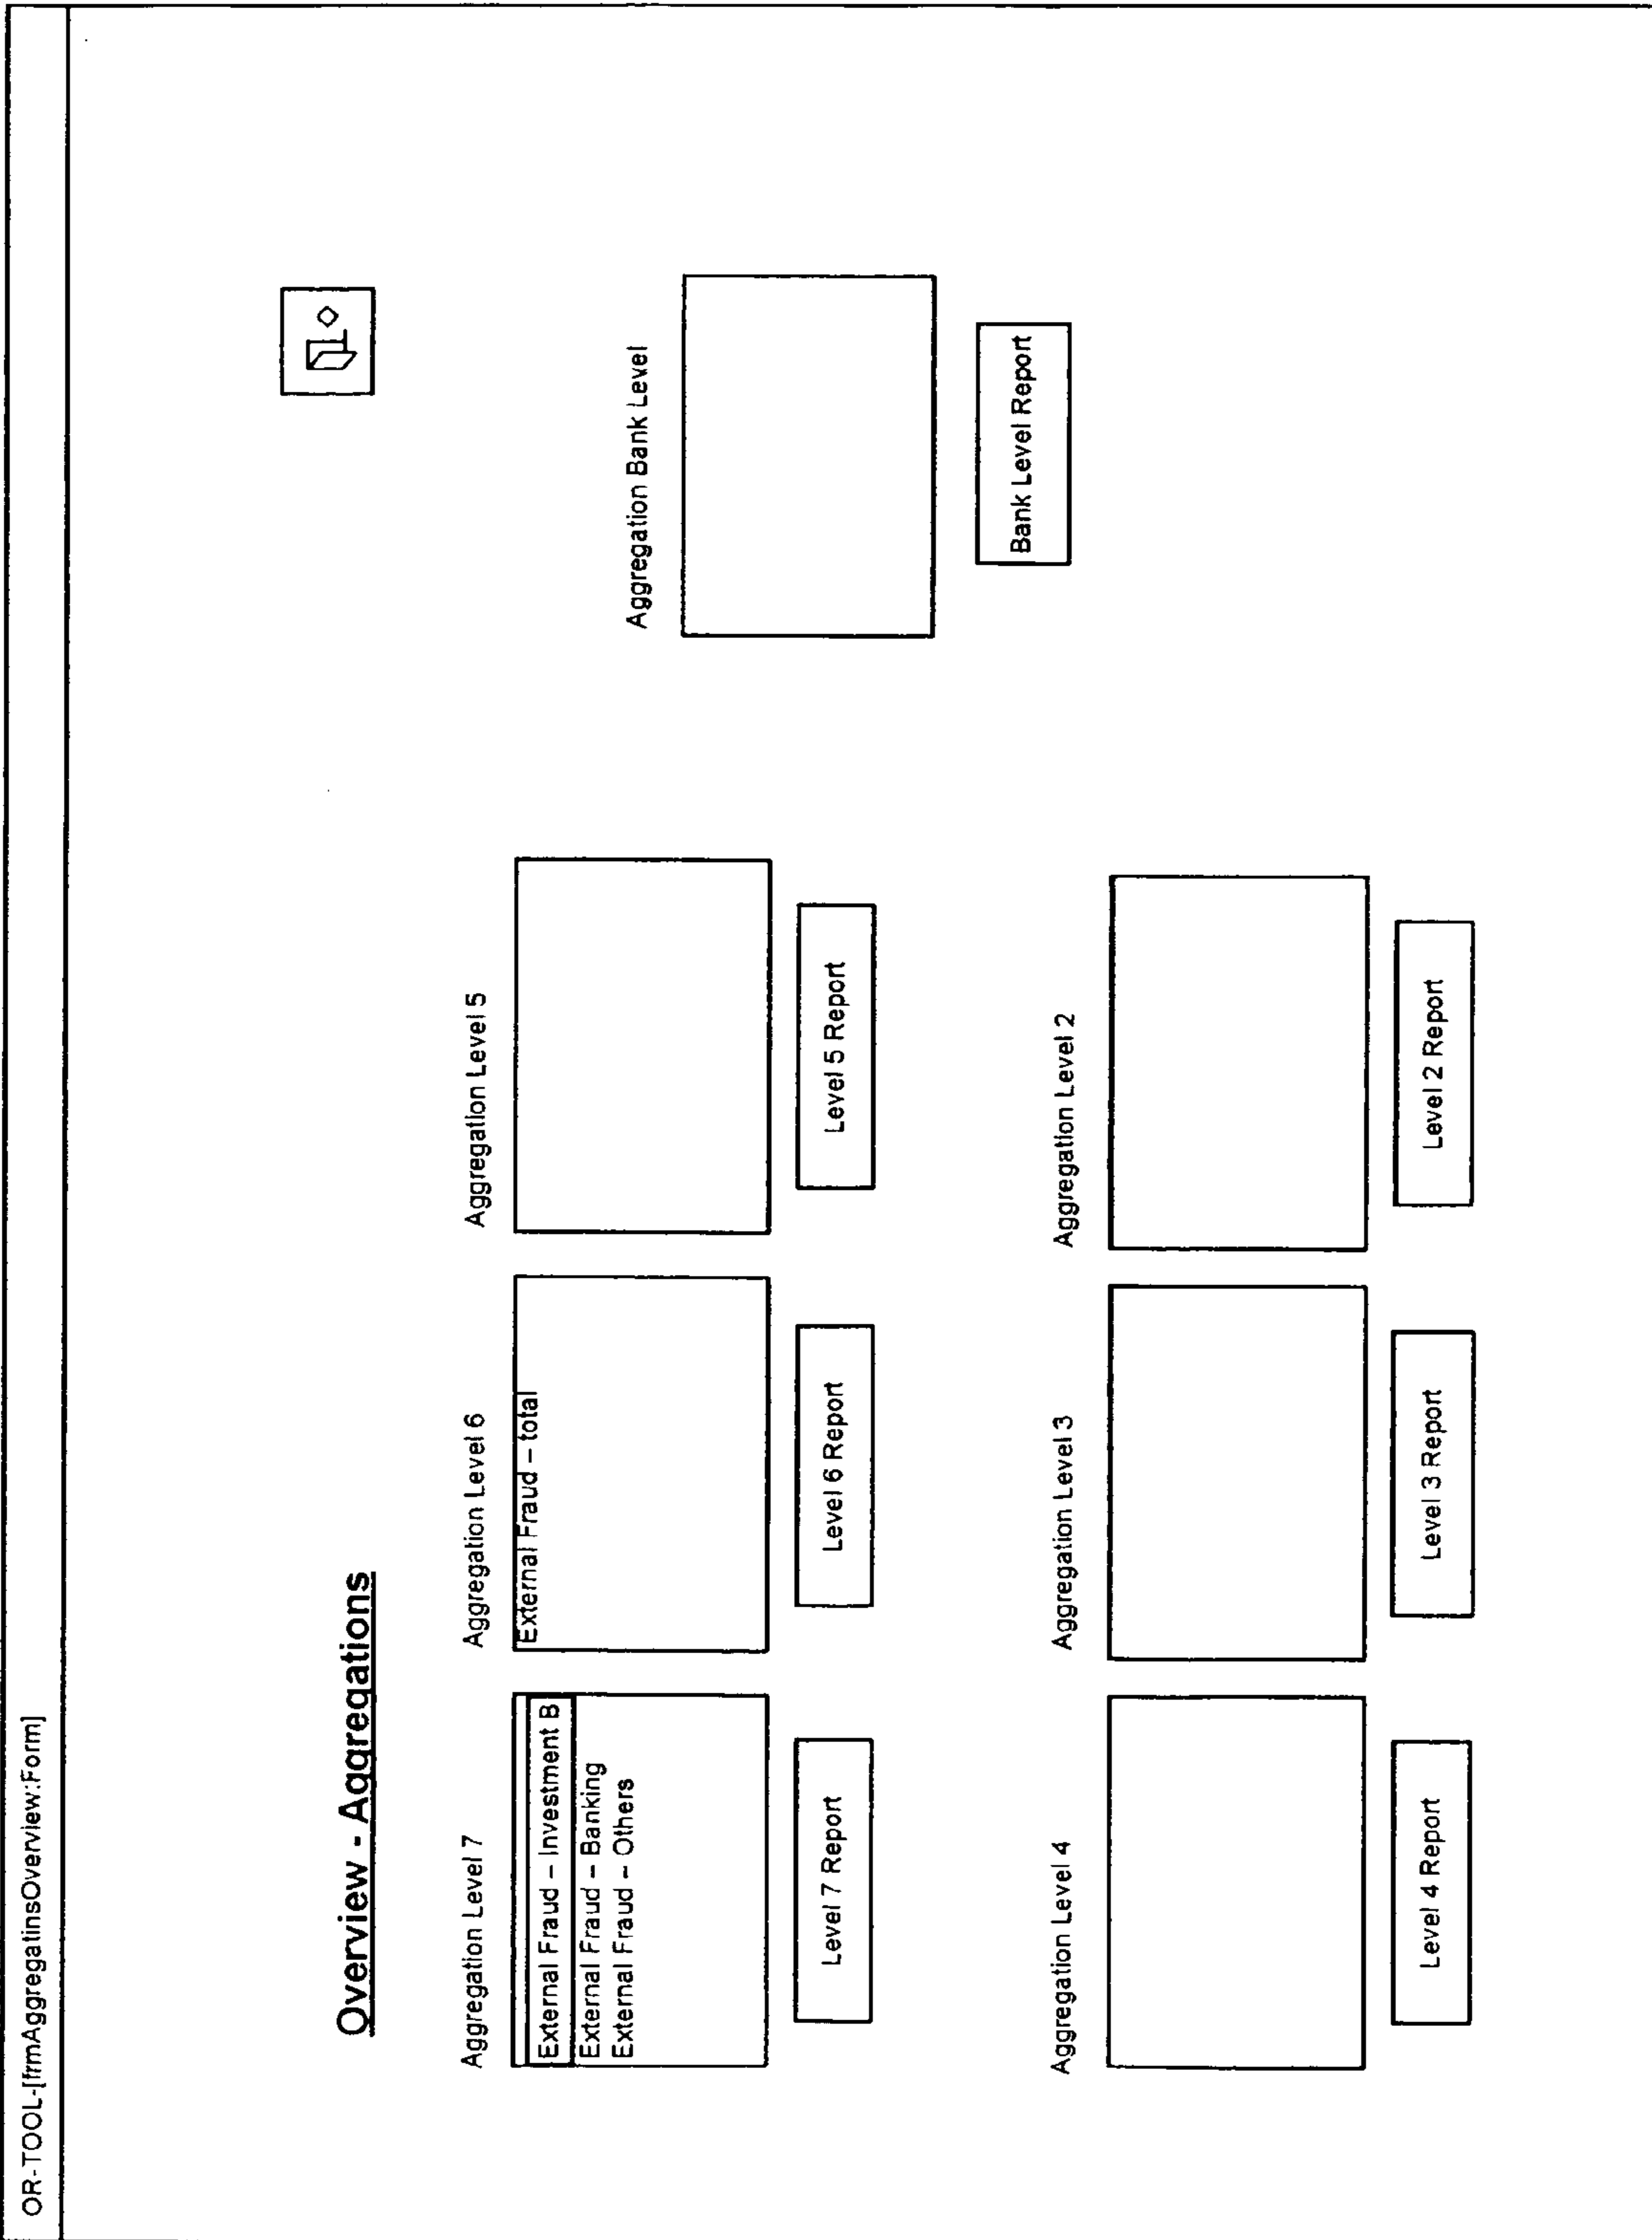 OR-TOOL-[frmAggregatinsOverview:Form]
Overview - Aggregations
Aggregation Level 7
External Fraud – Investment B
External Fraud – Banking
External Fraud – Others
Level 7 Report
Aggregation Level 6
External Fraud – total
Level 6 Report
Aggregation Level 5
Level 5 Report
Aggregation Bank Level
Bank Level Report
Aggregation Level 4
Level 4 Report
Aggregation Level 3
Level 3 Report
Aggregation Level 2
Level 2 Report